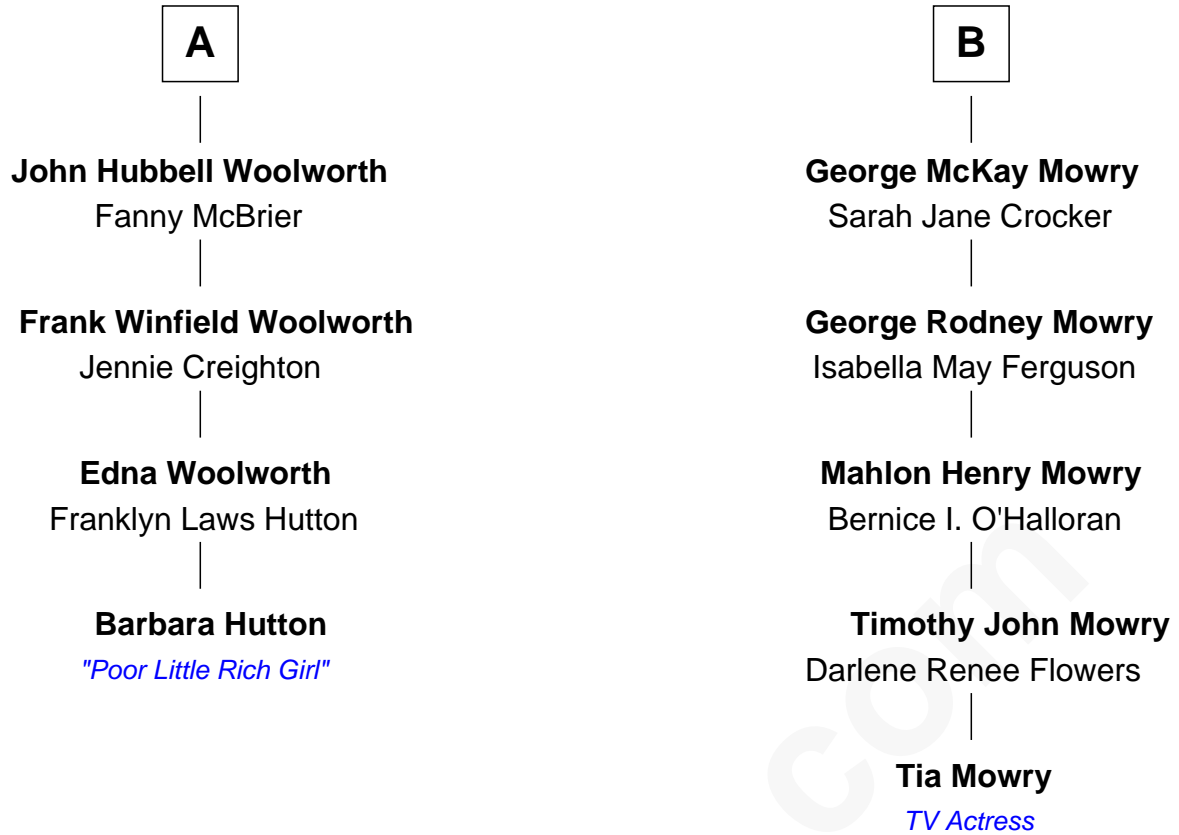 A
John Hubbell Woolworth
Fanny McBrier
Frank Winfield Woolworth
Jennie Creighton
Edna Woolworth
Franklyn Laws Hutton
Barbara Hutton
"Poor Little Rich Girl"
B
George McKay Mowry
Sarah Jane Crocker
George Rodney Mowry
Isabella May Ferguson
Mahlon Henry Mowry
Bernice I. O'Halloran
Timothy John Mowry
Darlene Renee Flowers
Tia Mowry
TV Actress
com